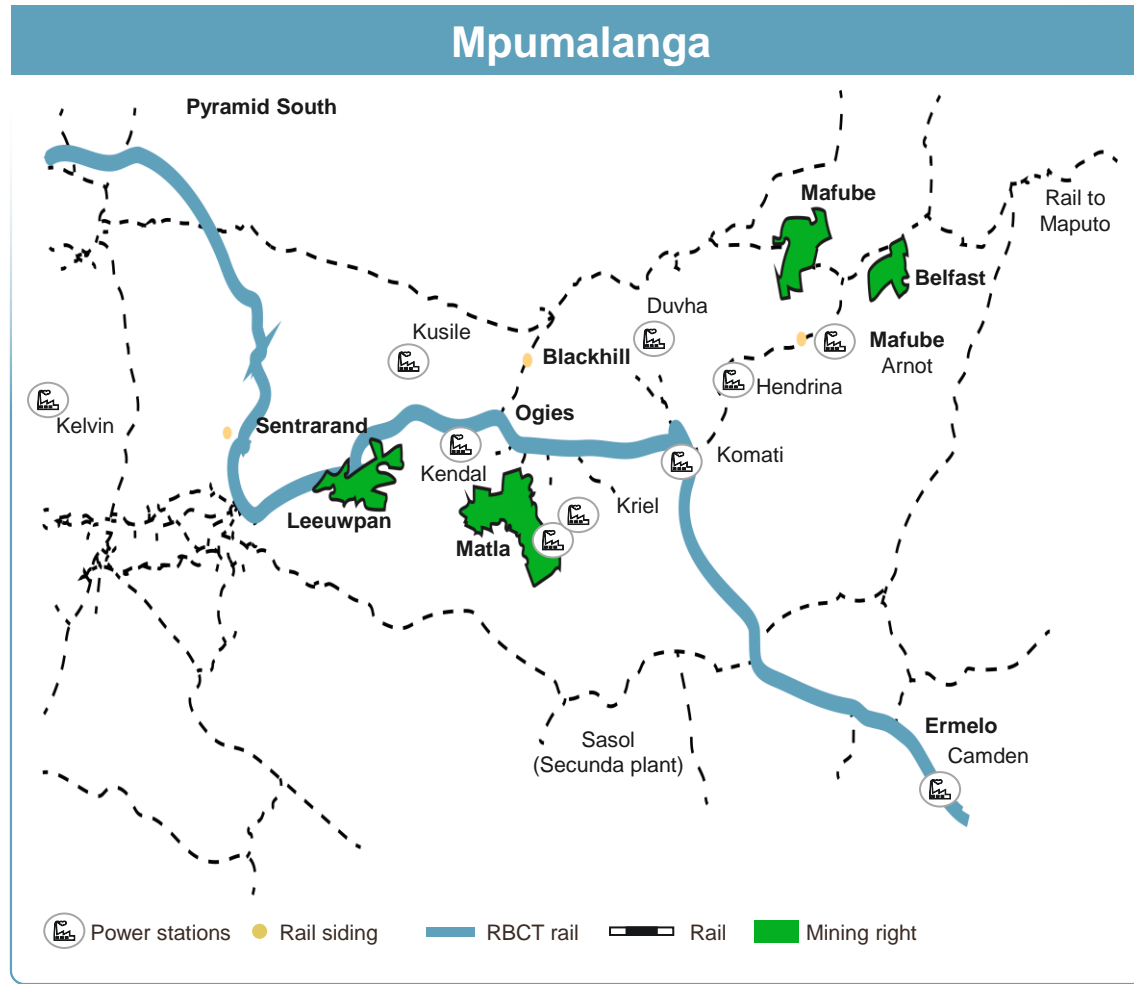 Mpumalanga
Pyramid South
Mafube
Rail to
Maputo
Belfast
Duvha
Kusile
Blackhill
Mafube
Arnot
Hendrina
Kelvin
Sentrarand
Ogies
Kendal
Komati
Kriel
Leeuwpan
Matla
Sasol
(Secunda plant)
Ermelo
Camden
Power stations
Rail siding
RBCT rail
Rail
Mining right